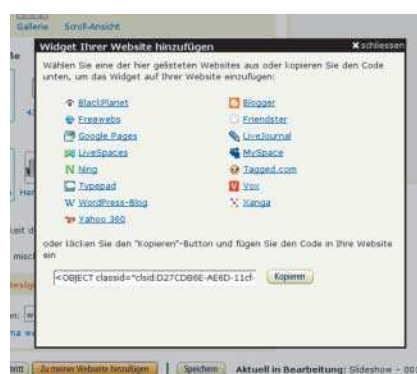 Gallerie Scroll-Ansicht
Widget Ihrer Website hinzufügen
schliessen
Wählen Sie eine der hier gelisteten Websites aus oder kopieren Sie den Code
unten, um das Widget auf Ihrer Website einzufügen:
BlackPlanet Blogger
Freewebs Friendster
Google Pages LiveJournal
LiveSpaces MySpace
Ning Tagged.com
Typepad Vox
WordPress-Blog Xanga
Yahoo 360
oder klicken Sie den "Kopieren"-Button und fügen Sie den Code in Ihre Website
ein
<OBJECT classid="clsid:D27CDB6E-AE6D-11cf- Kopieren
misch
Zu meiner Webseite hinzufügen Speichern Aktuell in Bearbeitung: Slideshow -